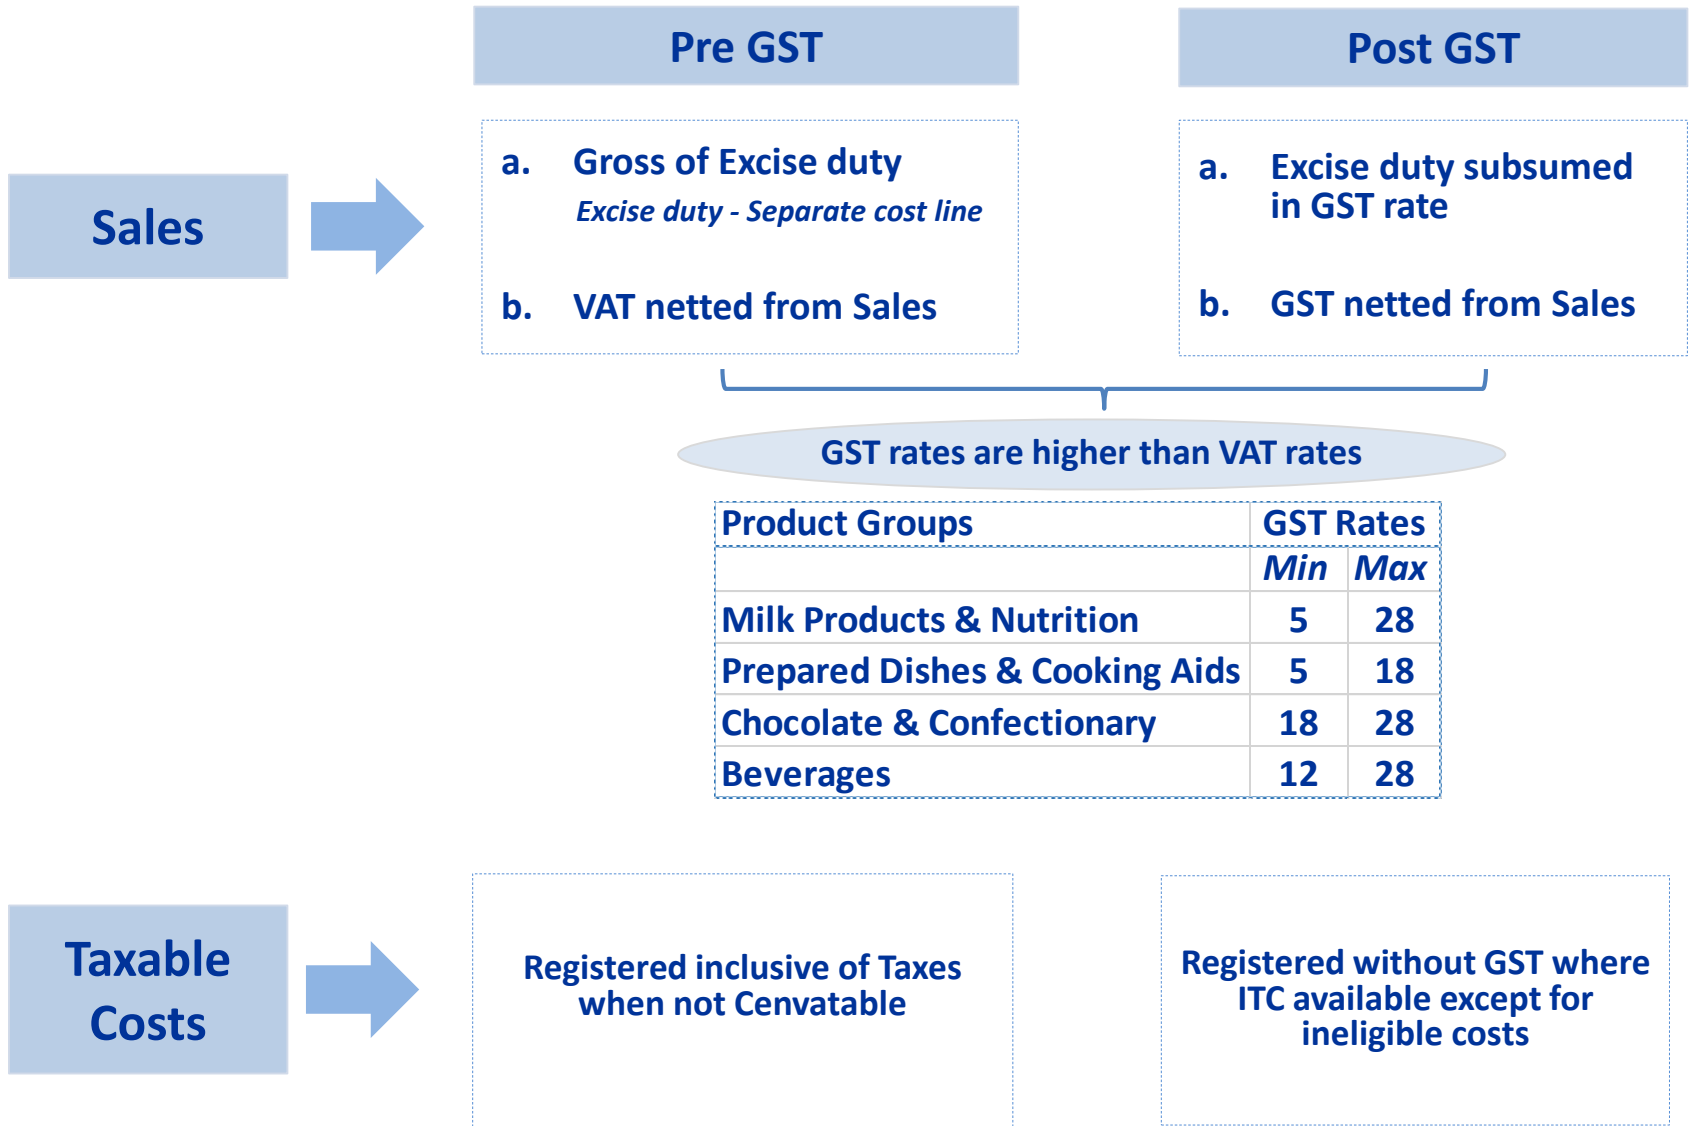 Pre GST
Post GST
Sales
a. Gross of Excise duty
Excise duty - Separate cost line
b. VAT netted from Sales
a. Excise duty subsumed
in GST rate
b. GST netted from Sales
GST rates are higher than VAT rates
Product Groups GST Rates
Min Max
Milk Products & Nutrition 5 28
Prepared Dishes & Cooking Aids 5 18
Chocolate & Confectionary 18 28
Beverages 12 28
Taxable
Costs
Registered inclusive of Taxes
when not Cenvatable
Registered without GST where
ITC available except for
ineligible costs